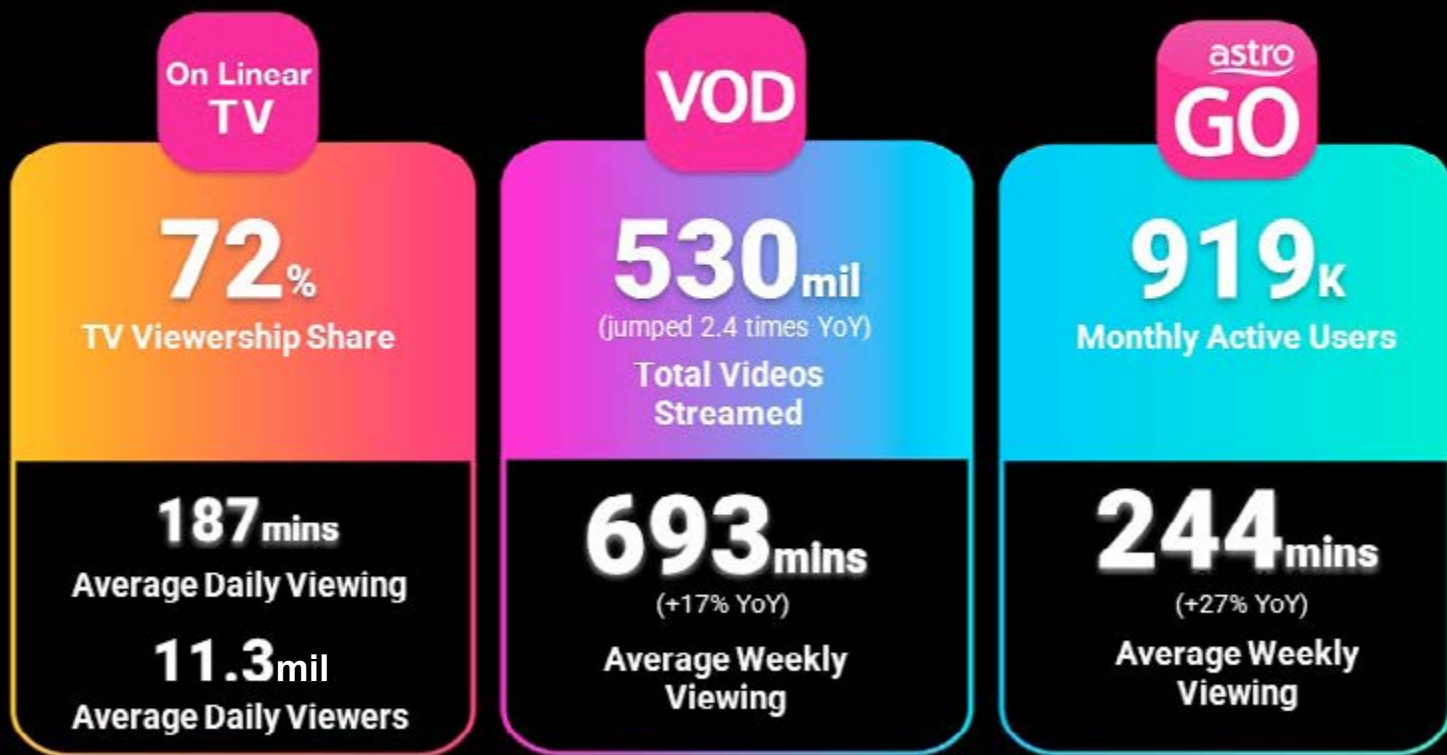 On Linear
TV
72%
TV Viewership Share
187mins
Average Daily Viewing
11.3mil
Average Daily Viewers
VOD
530mil
(jumped 2.4 times YoY)
Total Videos
Streamed
693mins
(+17% YoY)
Average Weekly
Viewing
astro
GO
919K
Monthly Active Users
244mins
(+27% YoY)
Average Weekly
Viewing